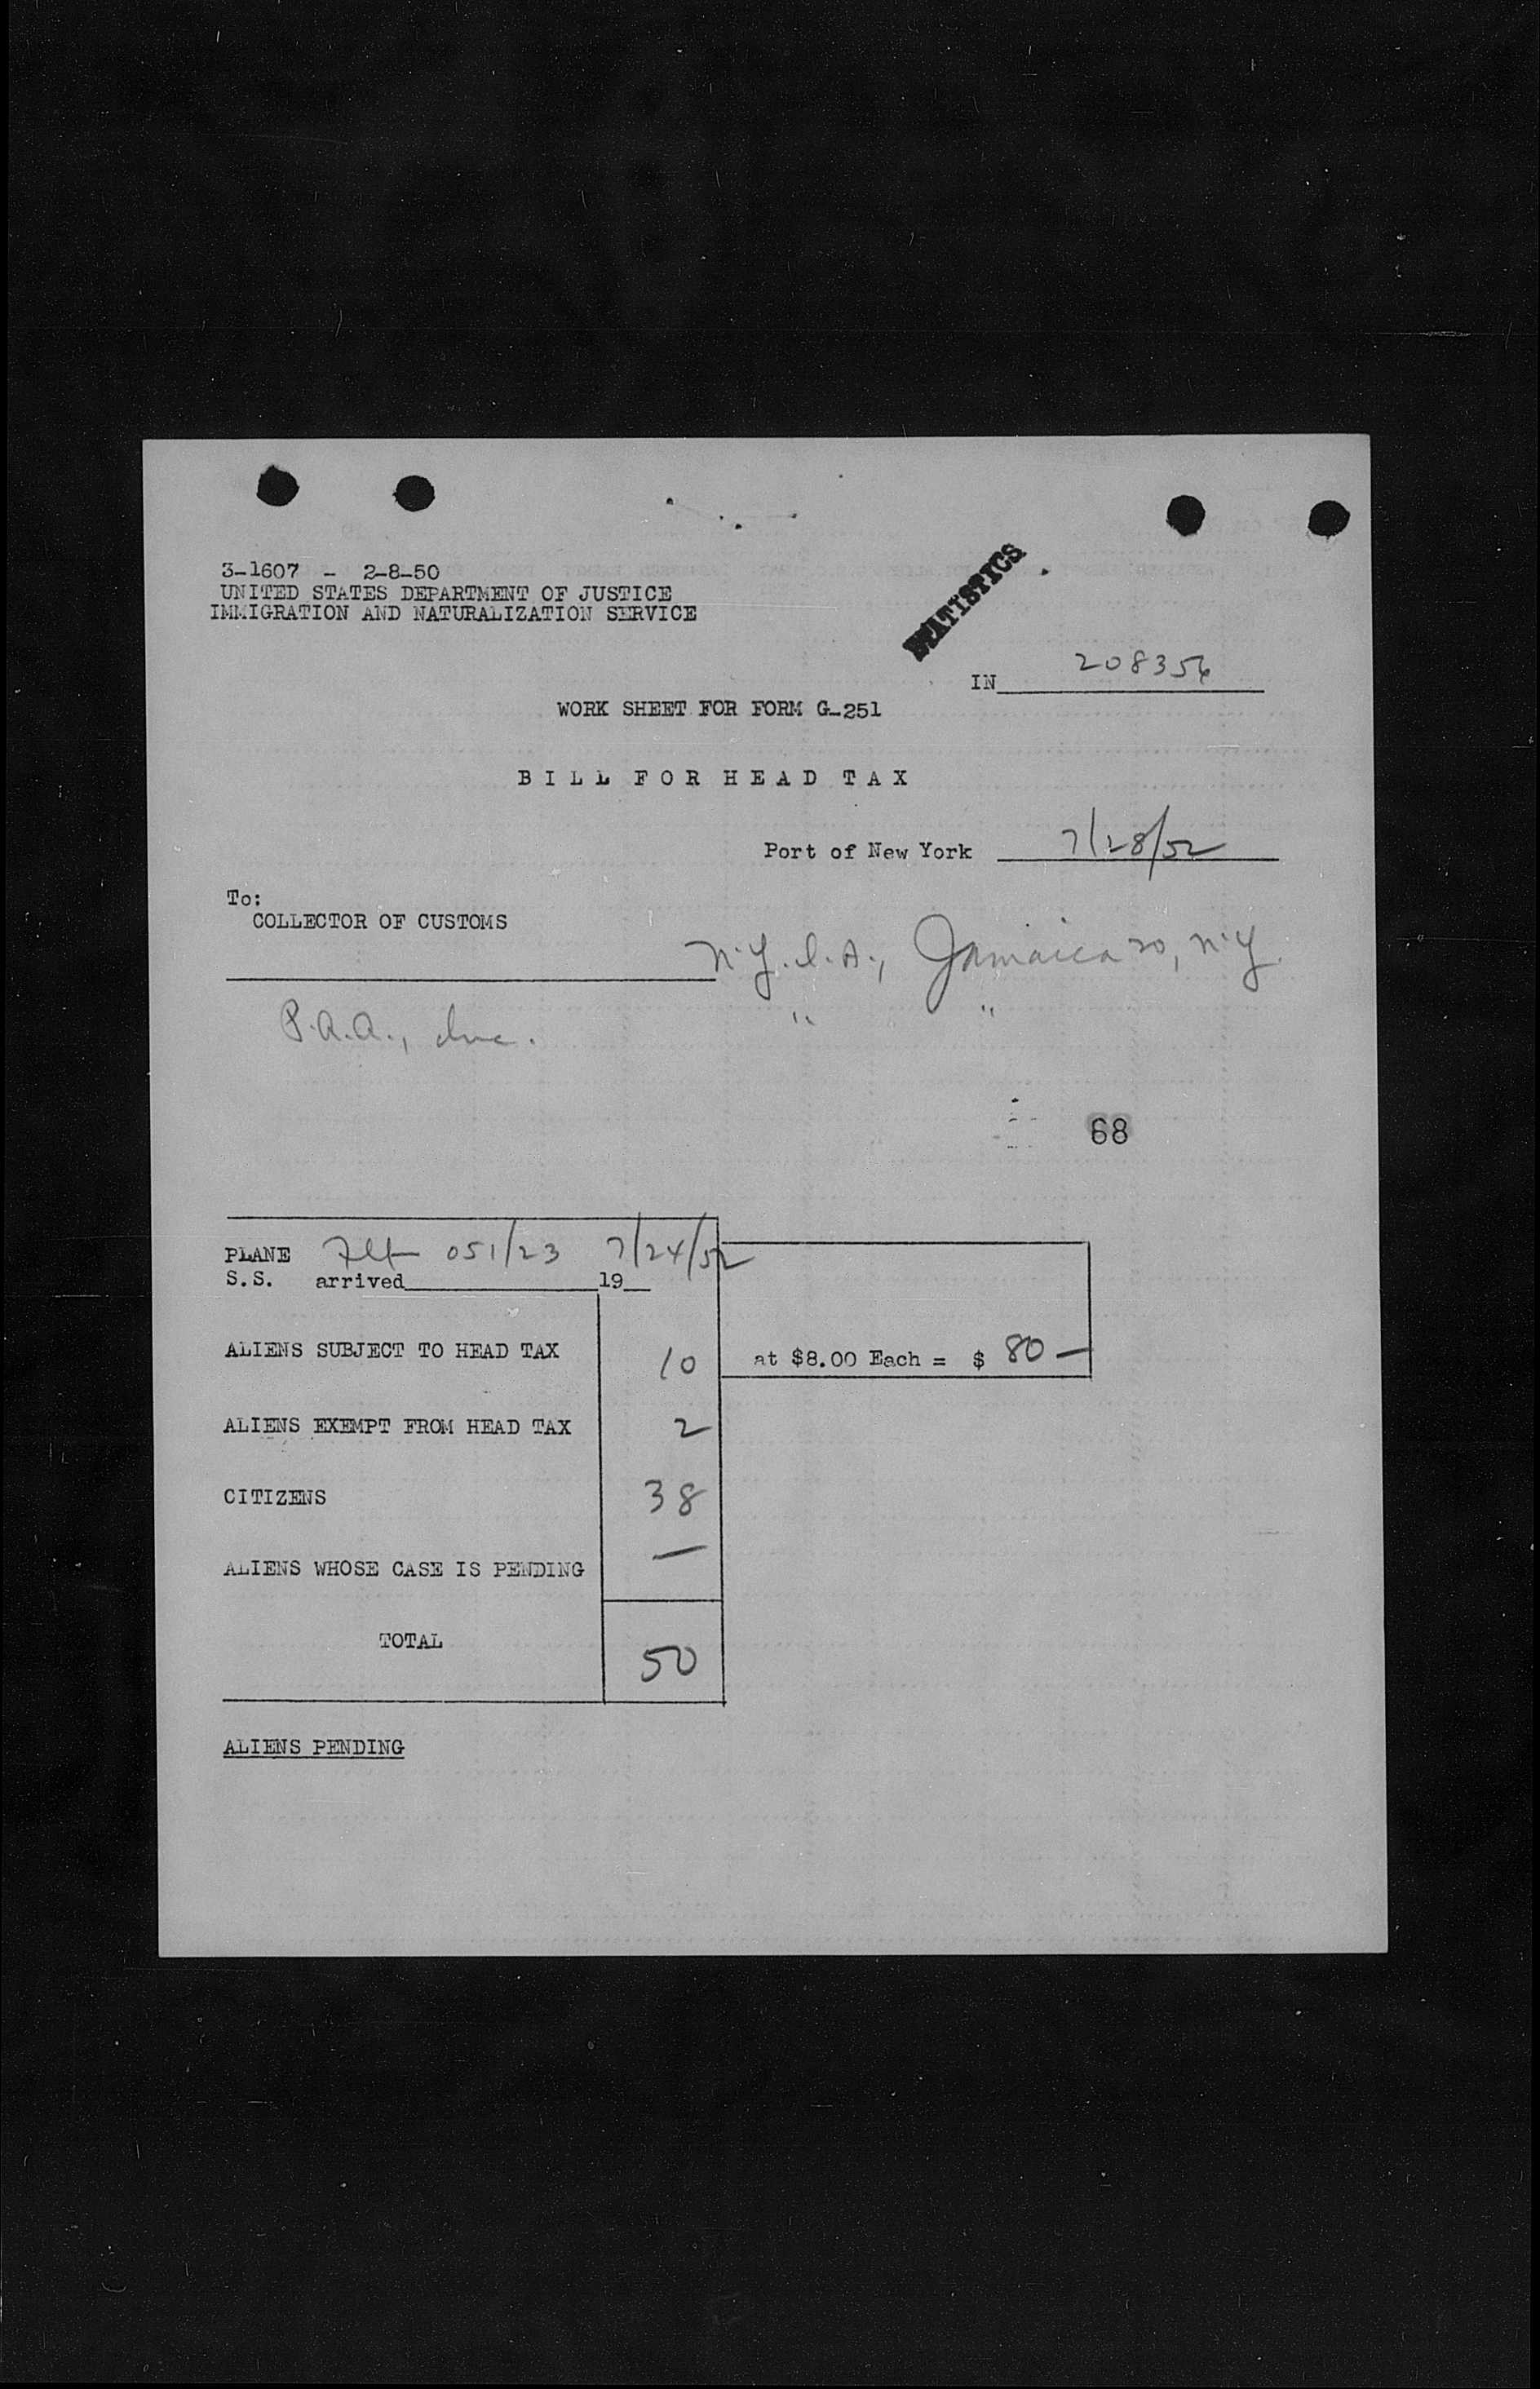 3-1607 - 2-8-50
UNITED STATES DEPARTMENT OF JUSTICE
IMMIGRATION AND NATURALIZATION SERVICE
STATISTICS
IN 208356
WORK SHEET FOR FORM G-251
BILL FOR HEAD TAX
Port of New York 7/28/52
To:
COLLECTOR OF CUSTOMS
N.Y.I.A., Jamaica 20, N.Y.
P.A.A., Inc. " "
68
PLANE Flt 051/23 7/24/52
S.S. arrived 19
ALIENS SUBJECT TO HEAD TAX 10 at $8.00 Each = $ 80 —
ALIENS EXEMPT FROM HEAD TAX 2
CITIZENS 38
ALIENS WHOSE CASE IS PENDING —
TOTAL 50
ALIENS PENDING